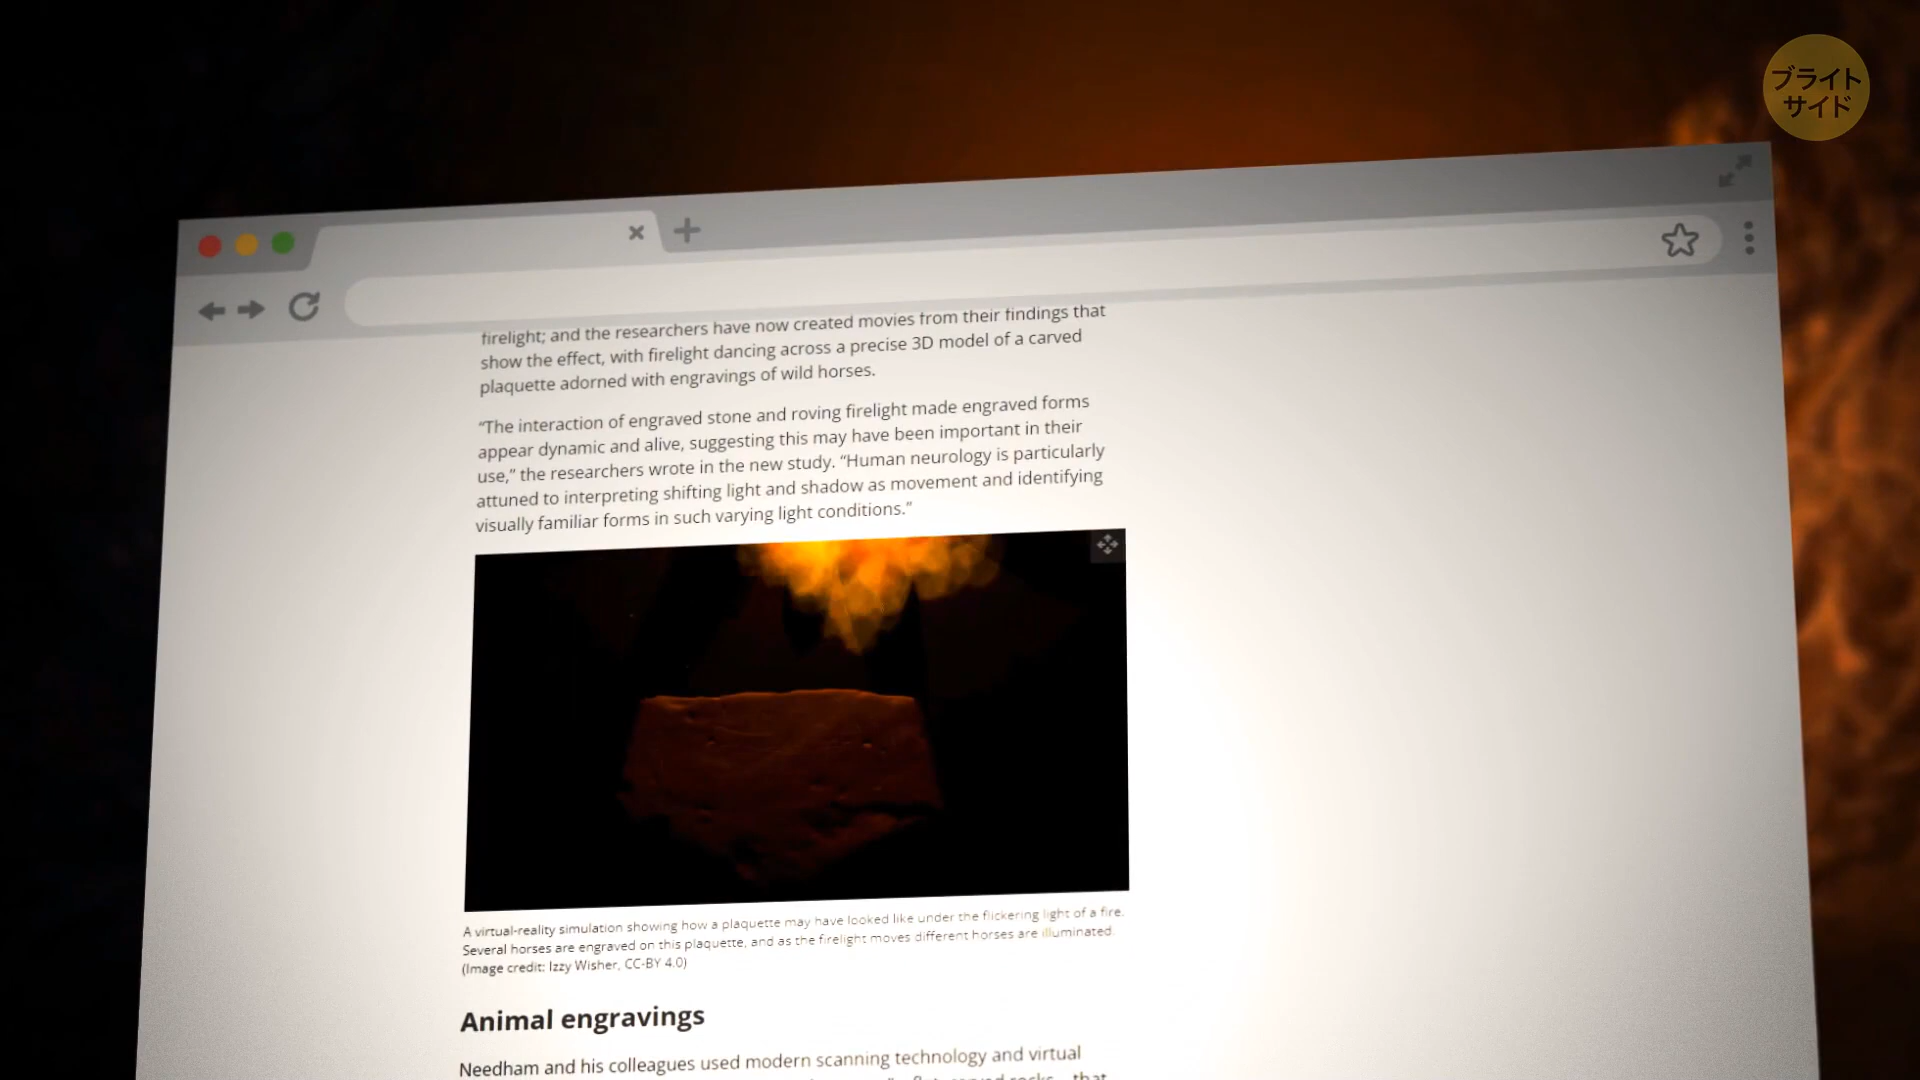 ブライト
サイド
firelight; and the researchers have now created movies from their findings that
show the effect, with firelight dancing across a precise 3D model of a carved
plaquette adorned with engravings of wild horses.
“The interaction of engraved stone and roving firelight made engraved forms
appear dynamic and alive, suggesting this may have been important in their
use,” the researchers wrote in the new study. “Human neurology is particularly
attuned to interpreting shifting light and shadow as movement and identifying
visually familiar forms in such varying light conditions.”
A virtual-reality simulation showing how a plaquette may have looked like under the flickering light of a fire.
Several horses are engraved on this plaquette, and as the firelight moves different horses are illuminated.
(Image credit: Izzy Wisher, CC-BY 4.0)
Animal engravings
Needham and his colleagues used modern scanning technology and virtual
that